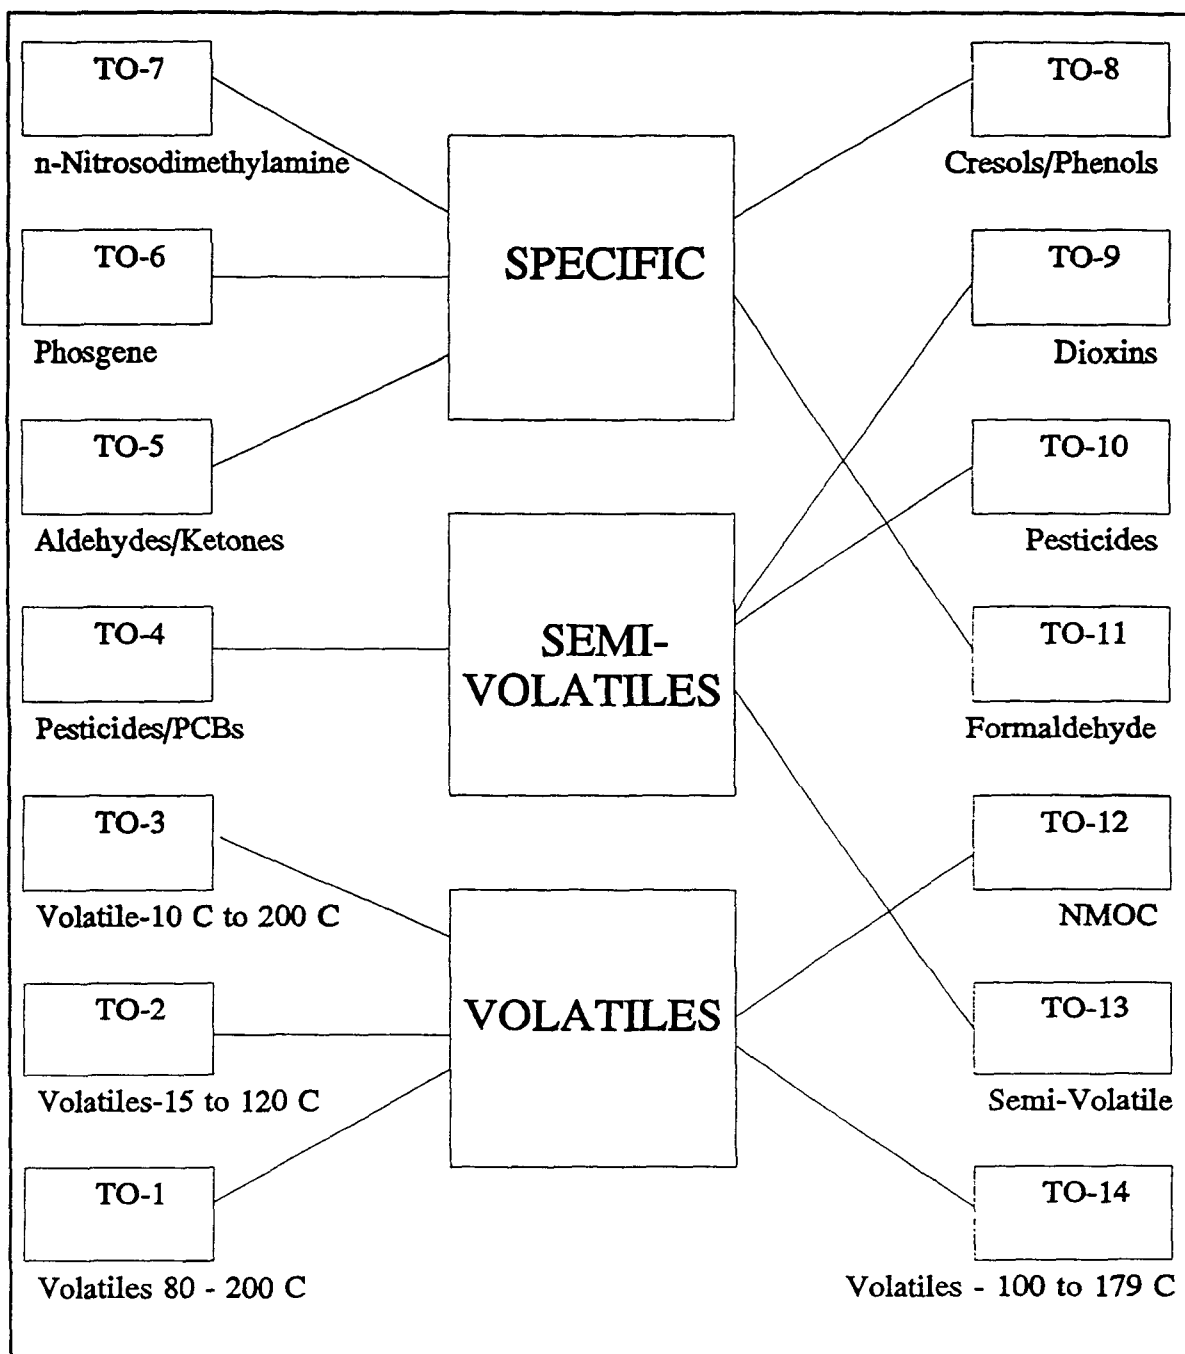 TO-7
n-Nitrosodimethylamine
TO-6
Phosgene
TO-5
Aldehydes/Ketones
TO-4
Pesticides/PCBs
TO-3
Volatile-10 C to 200 C
TO-2
Volatiles-15 to 120 C
TO-1
Volatiles 80 - 200 C
SPECIFIC
SEMI-
VOLATILES
VOLATILES
TO-8
Cresols/Phenols
TO-9
Dioxins
TO-10
Pesticides
TO-11
Formaldehyde
TO-12
NMOC
TO-13
Semi-Volatile
TO-14
Volatiles - 100 to 179 C